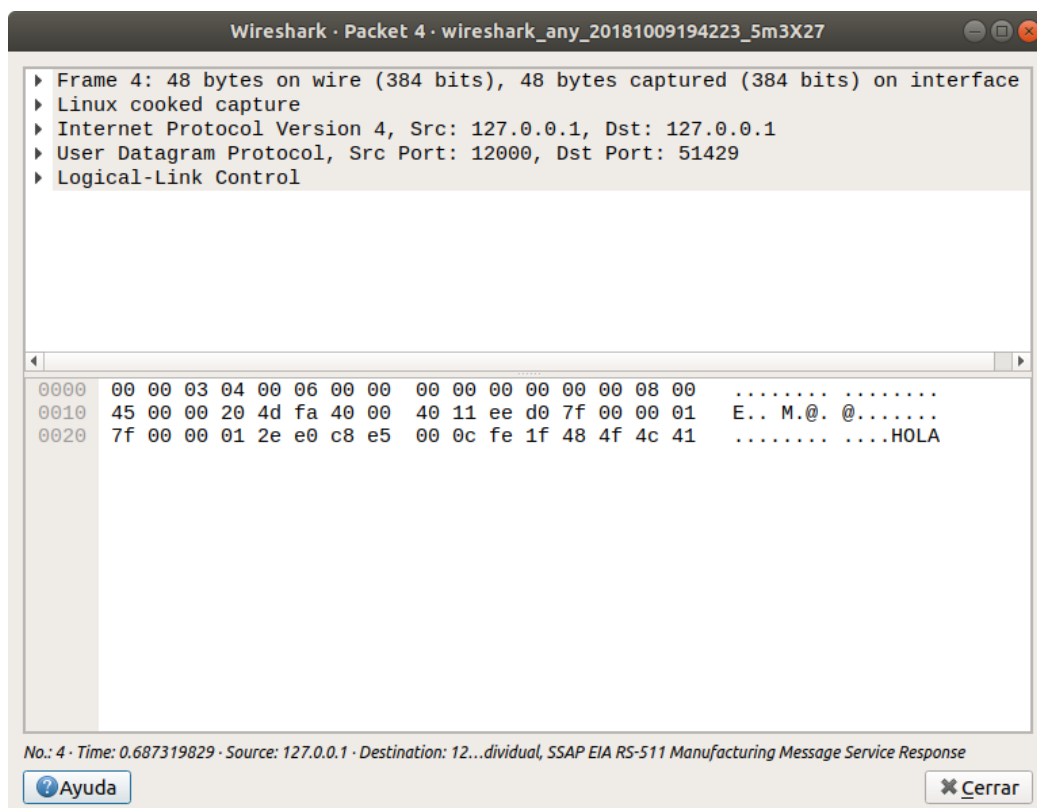 Wireshark · Packet 4 · wireshark_any_20181009194223_5m3X27
Frame 4: 48 bytes on wire (384 bits), 48 bytes captured (384 bits) on interface
Linux cooked capture
Internet Protocol Version 4, Src: 127.0.0.1, Dst: 127.0.0.1
User Datagram Protocol, Src Port: 12000, Dst Port: 51429
Logical-Link Control
0000 00 00 03 04 00 06 00 00 00 00 00 00 00 00 08 00 ........ ........
0010 45 00 00 20 4d fa 40 00 40 11 ee d0 7f 00 00 01 E.. M.@. @.......
0020 7f 00 00 01 2e e0 c8 e5 00 0c fe 1f 48 4f 4c 41 ........ ....HOLA
No.: 4 · Time: 0.687319829 · Source: 127.0.0.1 · Destination: 12…dividual, SSAP EIA RS-511 Manufacturing Message Service Response
Ayuda Cerrar